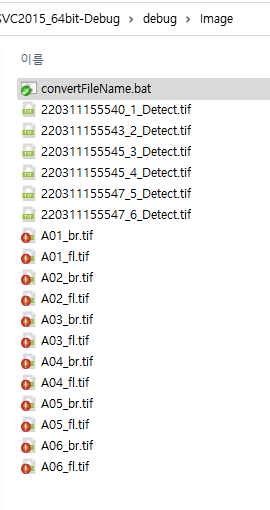 SVC2015_64bit-Debug > debug > Image
이름
convertFileName.bat
220311155540_1_Detect.tif
220311155543_2_Detect.tif
220311155545_3_Detect.tif
220311155545_4_Detect.tif
220311155547_5_Detect.tif
220311155547_6_Detect.tif
A01_br.tif
A01_fl.tif
A02_br.tif
A02_fl.tif
A03_br.tif
A03_fl.tif
A04_br.tif
A04_fl.tif
A05_br.tif
A05_fl.tif
A06_br.tif
A06_fl.tif